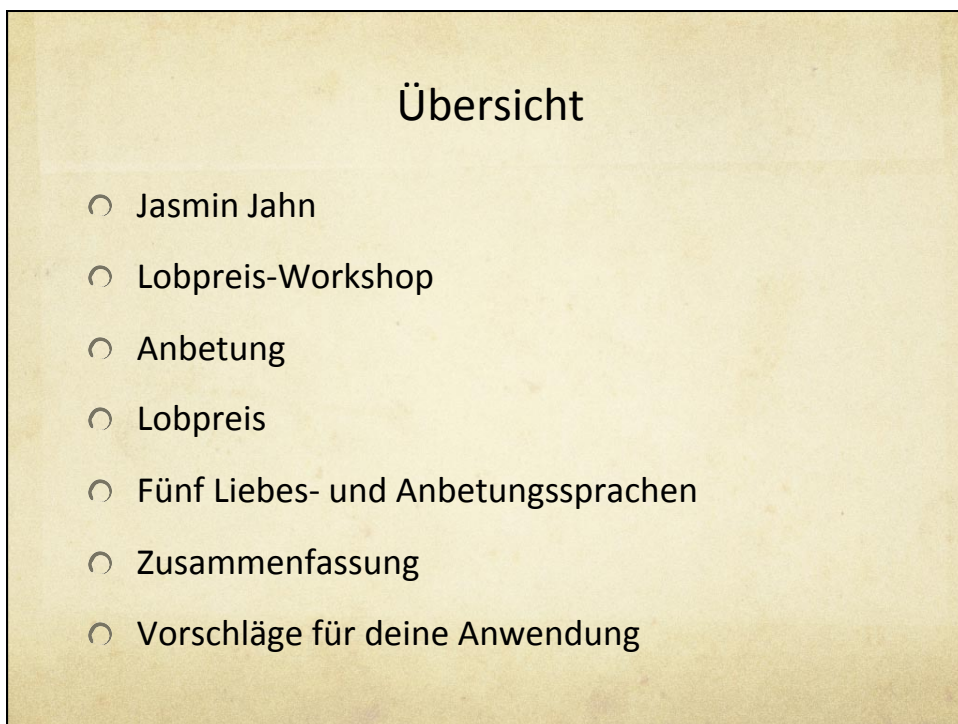 Übersicht
Jasmin Jahn
Lobpreis-Workshop
Anbetung
Lobpreis
Fünf Liebes- und Anbetungssprachen
Zusammenfassung
Vorschläge für deine Anwendung